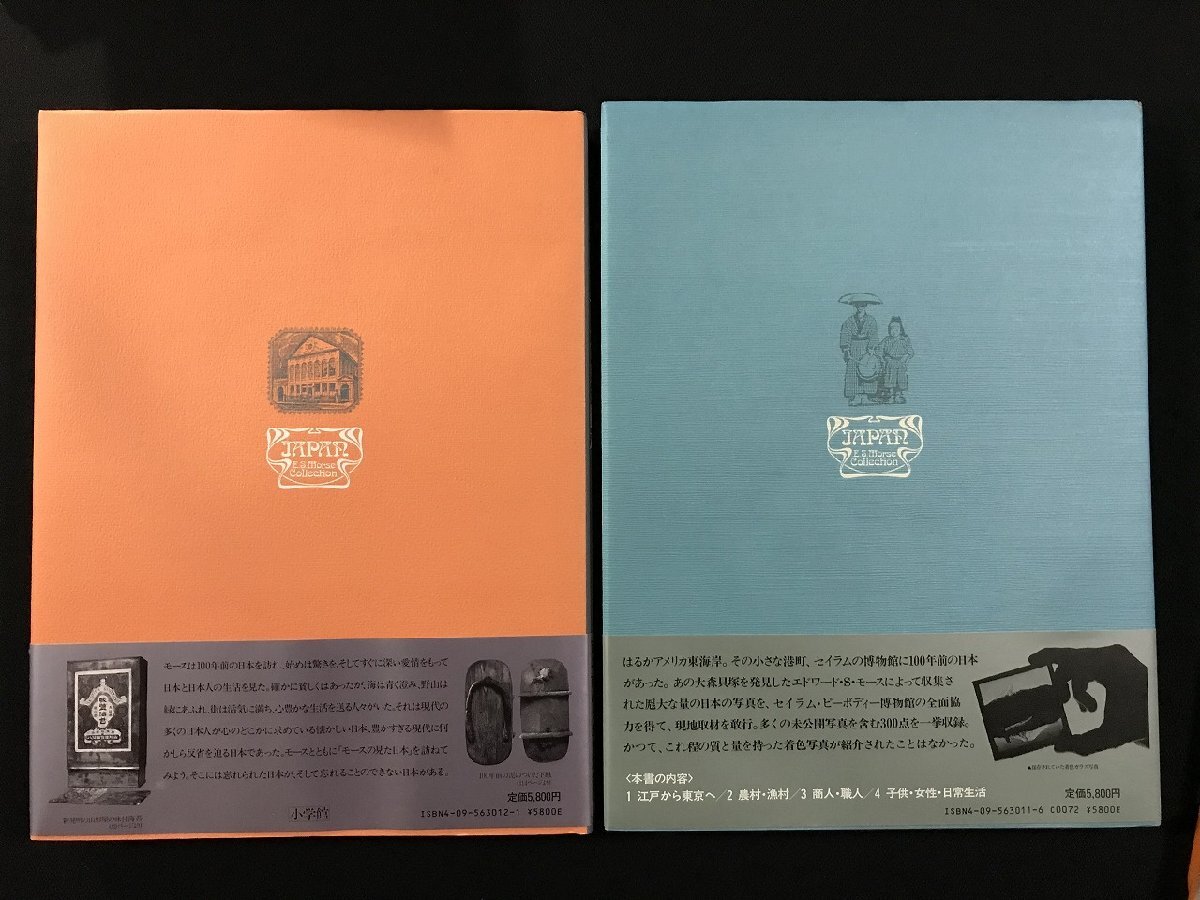 JAPAN
E.S.Morse
Collection
モースは100年前の日本を訪れ、始めは驚きを、そしてすぐに深い愛情をもって
日本と日本人の生活を見た。確かに貧しくはあったが、海は青く澄み、野山は
緑にあふれ、街は活気に満ち、心豊かな生活を送る人々がいた。それは現代の
多くの日本人が心のどこかに求めている懐かしい日本、豊かすぎる現代に何
かしら反省を迫る日本であった。モースとともに「モースの見た日本」を訪ねて
みよう。そこには忘れられた日本が、そして忘れることのできない日本がある。
定価5,800円
小学館
ISBN4-09-563012-1 ¥5800E
JAPAN
E.S.Morse
Collection
はるかアメリカ東海岸。その小さな港町、セイラムの博物館に100年前の日本
があった。あの大森貝塚を発見したエドワード・S・モースによって収集さ
れた厖大な量の日本の写真を、セイラム・ピーボディー博物館の全面協
力を得て、現地取材を敢行。多くの未公開写真を含む300点を一挙収録。
かつて、これ程の質と量を持った着色写真が紹介されたことはなかった。
▲保存されていた着色ガラス写真
〈本書の内容〉
1 江戸から東京へ/2 農村・漁村/3 商人・職人/4 子供・女性・日常生活
定価5,800円
ISBN4-09-563011-6 C0072 ¥5800E